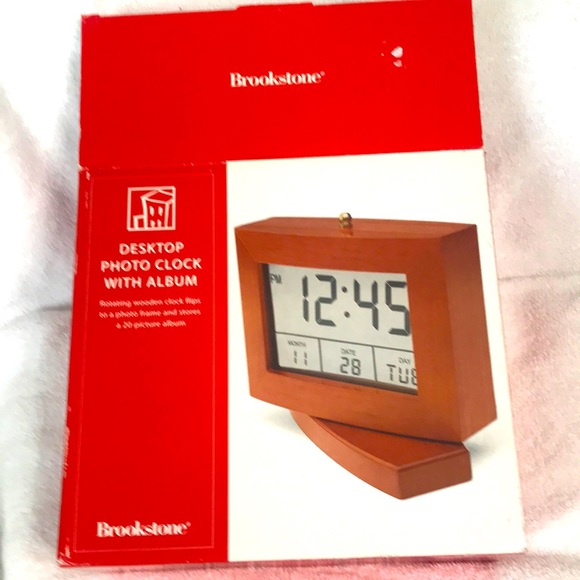 Brookstone®
DESKTOP
PHOTO CLOCK
WITH ALBUM
Rotating wooden clock flips
to a photo frame and stores
a 20-picture album
PM 12:45
MONTH DATE DAY
11 28 TUE
Brookstone®